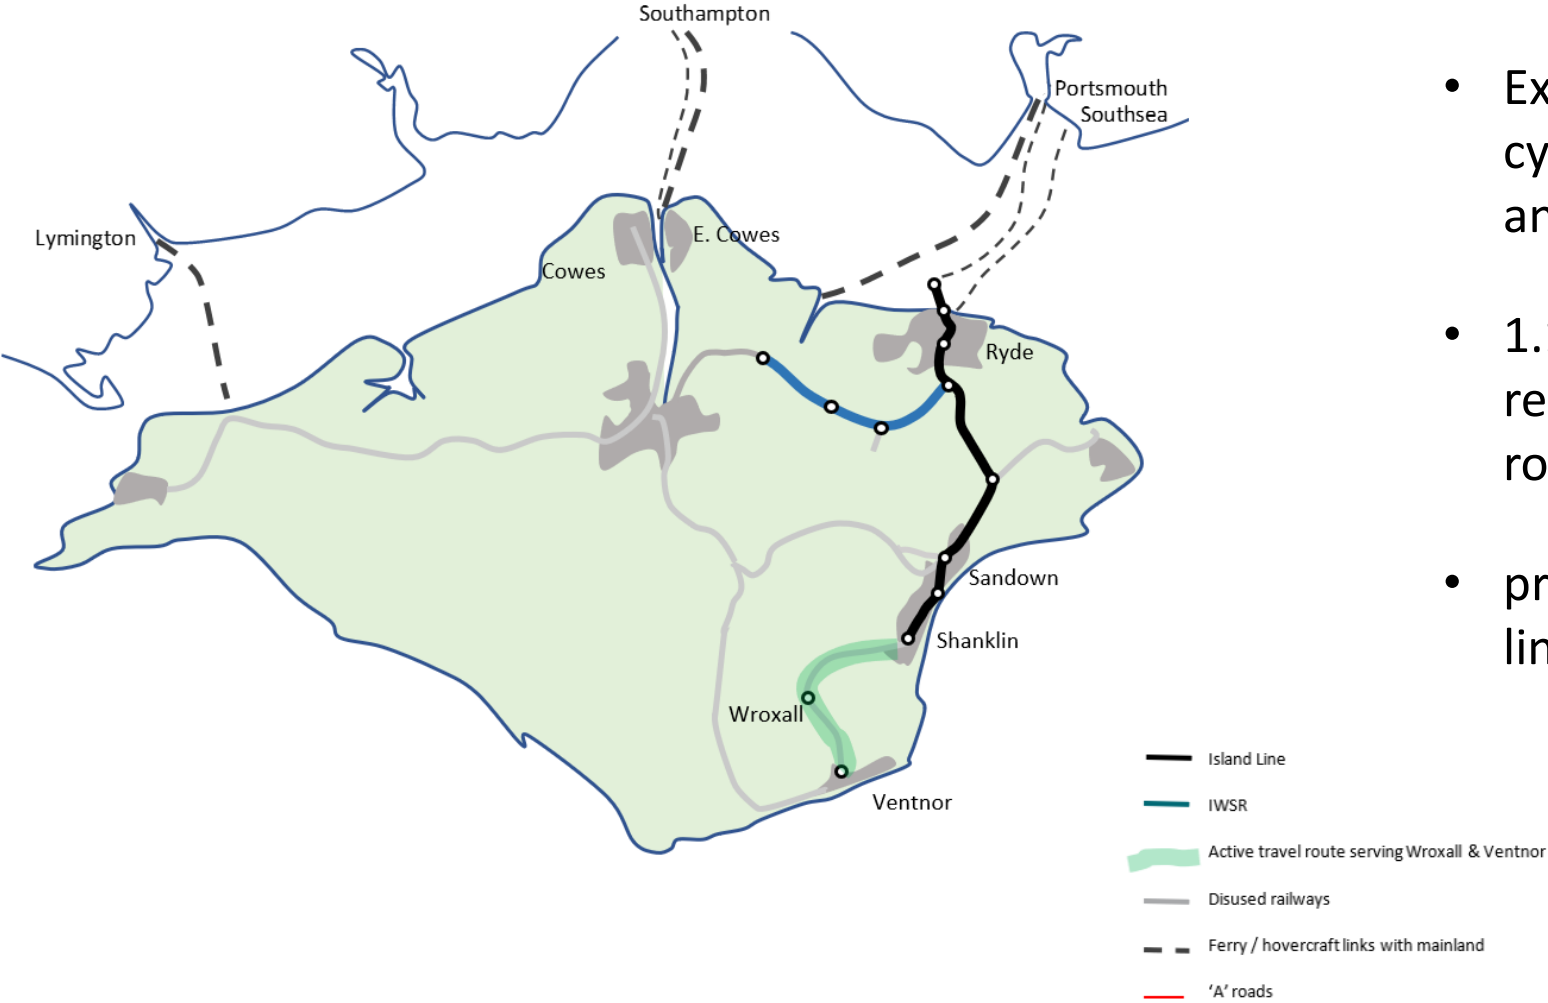 Southampton
Portsmouth
Southsea
Lymington
E. Cowes
Cowes
Ryde
Sandown
Shanklin
Wroxall
Ventnor
Island Line
IWSR
Active travel route serving Wroxall & Ventnor
Disused railways
Ferry / hovercraft links with mainland
'A' roads